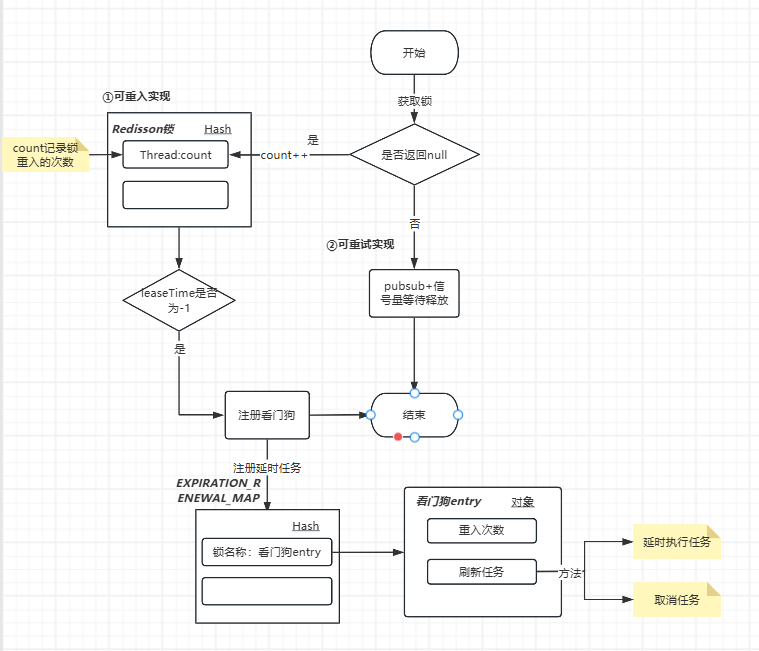 开始
获取锁
①可重入实现
Redisson锁
Hash
count记录锁
重入的次数
Thread:count
count++
是
是否返回null
否
②可重试实现
leaseTime是否
为-1
pubsub+信
号量等待释放
是
注册看门狗
结束
注册延时任务
EXPIRATION_R
ENEWAL_MAP
Hash
锁名称：看门狗entry
看门狗entry
对象
重入次数
刷新任务
方法
延时执行任务
取消任务